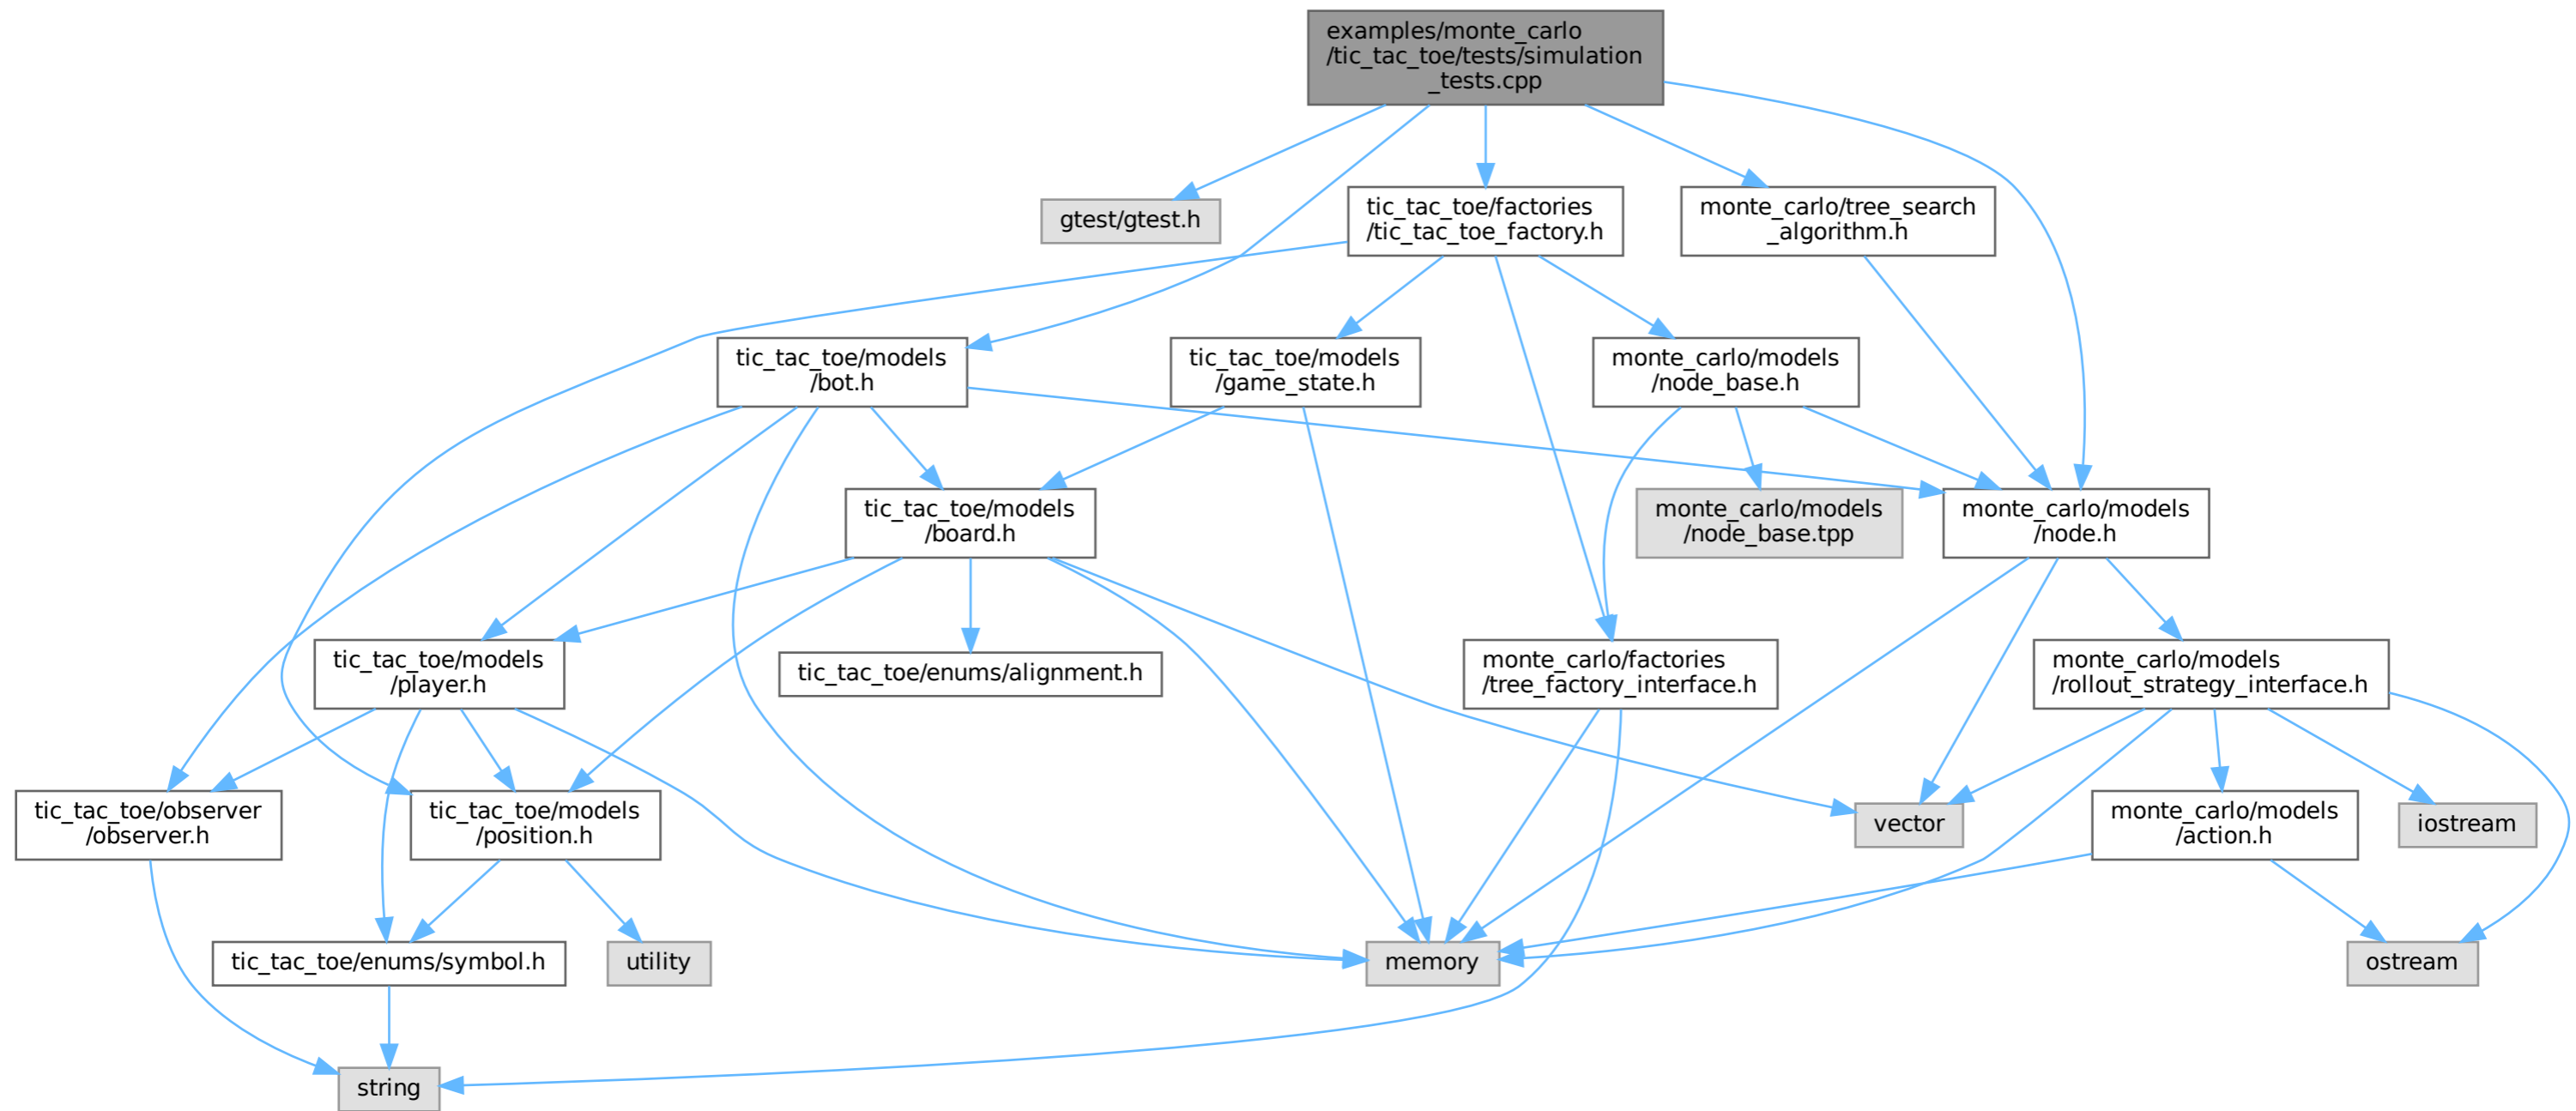 examples/monte_carlo
/tic_tac_toe/tests/simulation
_tests.cpp
gtest/gtest.h
tic_tac_toe/factories
/tic_tac_toe_factory.h
monte_carlo/tree_search
_algorithm.h
tic_tac_toe/models
/bot.h
tic_tac_toe/models
/game_state.h
monte_carlo/models
/node_base.h
tic_tac_toe/models
/board.h
monte_carlo/models
/node_base.tpp
monte_carlo/models
/node.h
tic_tac_toe/models
/player.h
tic_tac_toe/enums/alignment.h
monte_carlo/factories
/tree_factory_interface.h
monte_carlo/models
/rollout_strategy_interface.h
tic_tac_toe/observer
/observer.h
tic_tac_toe/models
/position.h
vector
monte_carlo/models
/action.h
iostream
tic_tac_toe/enums/symbol.h
utility
memory
ostream
string